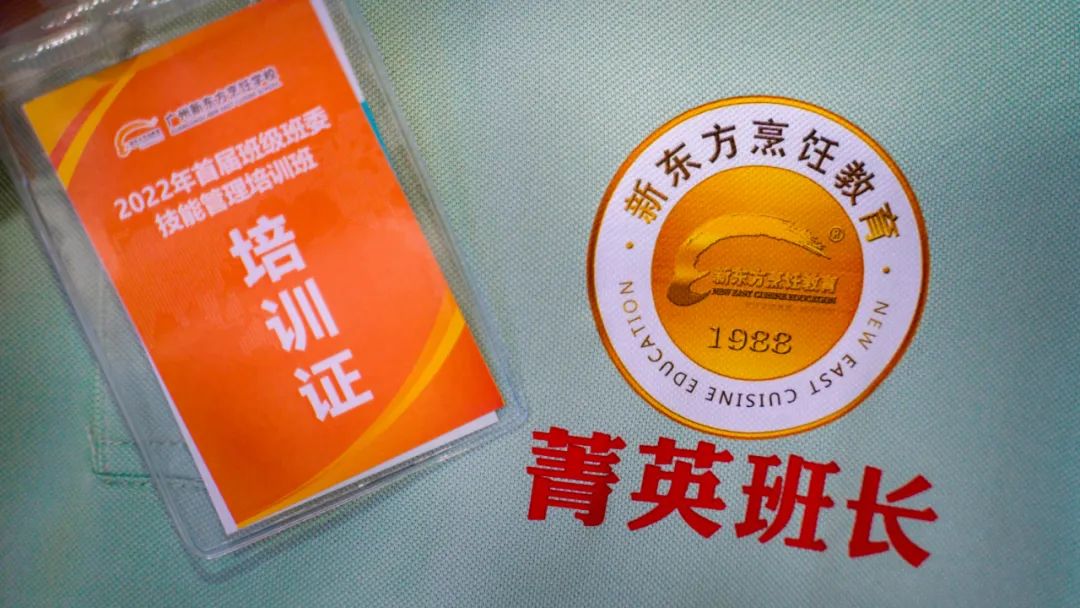 广州新东方烹饪学校
2022年首届班级班委
技能管理培训班
培训证
新东方烹饪教育
新东方烹饪教育
NEW EAST CUISINE EDUCATION
1988
NEW EAST CUISINE EDUCATION
菁英班长